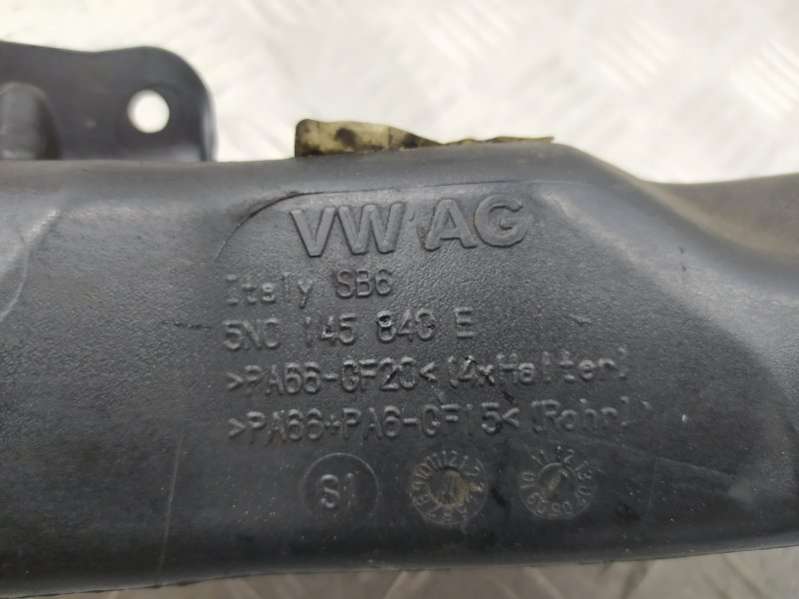 VW AG
Italy SB6
5N0 145 840 E
>PA66-GF20< (4xHalter)
>PA66+PA6-GF15< (Rohr)
S1